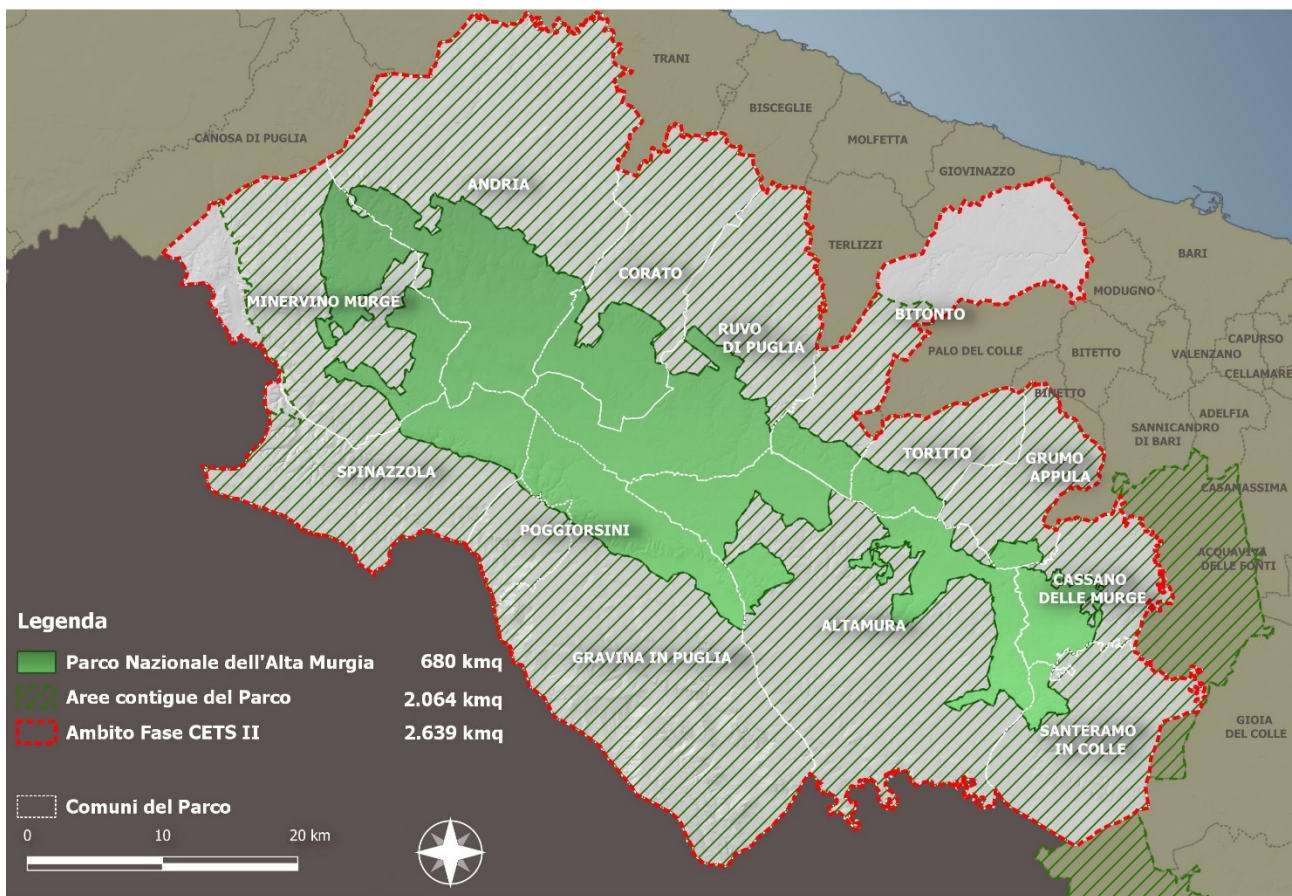 TRANI
BISCEGLIE
MOLFETTA
CANOSA DI PUGLIA
GIOVINAZZO
ANDRIA
TERLIZZI
BARI
CORATO
MODUGNO
MINERVINO MURGE
BITONTO
RUVO
DI PUGLIA
PALO DEL COLLE
BITETTO
CAPURSO
VALENZANO
CELLAMARE
BINETTO
ADELFIA
SANNICANDRO
DI BARI
TORITTO
GRUMO
APPULA
SPINAZZOLA
CASAMASSIMA
POGGIORSINI
ACQUAVIVA
DELLE FONTI
CASSANO
DELLE MURGE
ALTAMURA
GRAVINA IN PUGLIA
GIOIA
DEL COLLE
SANTERAMO
IN COLLE
Legenda
Parco Nazionale dell'Alta Murgia 680 kmq
Aree contigue del Parco 2.064 kmq
Ambito Fase CETS II 2.639 kmq
Comuni del Parco
0 10 20 km